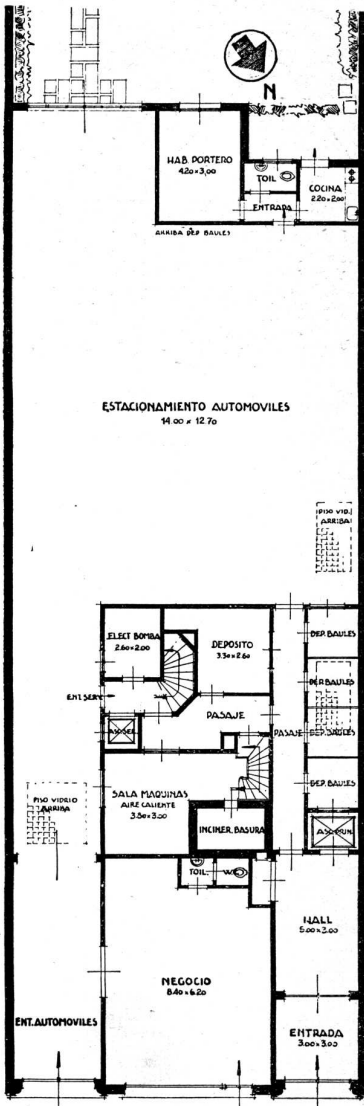 N
HAB. PORTERO
4.20 x 3.00
TOIL
COCINA
2.20 x 2.00
ENTRADA
ARRIBA DEP BAULES
ESTACIONAMIENTO AUTOMOVILES
14.00 x 12.70
PISO VID.
ARRIBA
ELECT BOMBA
2.60 x 2.00
DEPOSITO
3.30 x 2.60
DEP. BAULES
DEP BAULES
ENT. SERV.
PASAJE
PASAJE
DEP. BAULES
SALA MAQUINAS
AIRE CALIENTE
3.80 x 3.00
DEP. BAULES
PISO VIDRIO
ARRIBA
INCINER. BASURA
TOIL.
W.C.
HALL
5.00 x 3.00
NEGOCIO
8.40 x 6.20
ENT. AUTOMOVILES
ENTRADA
3.00 x 3.00